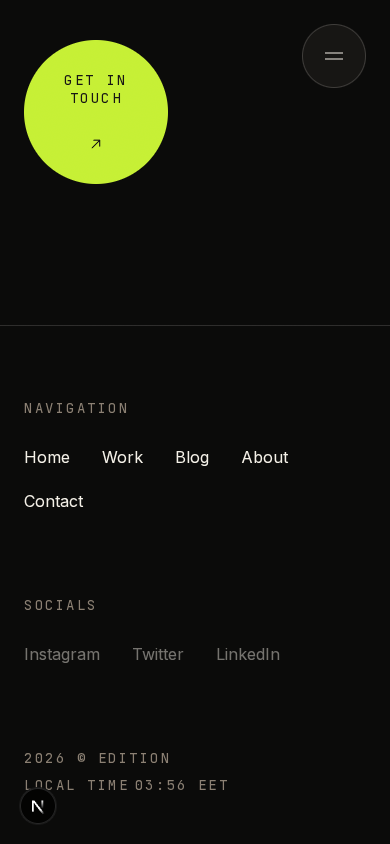 GET IN
TOUCH
NAVIGATION
Home Work Blog About
Contact
SOCIALS
Instagram Twitter LinkedIn
2026 © EDITION
LOCAL TIME 03:56 EET
N